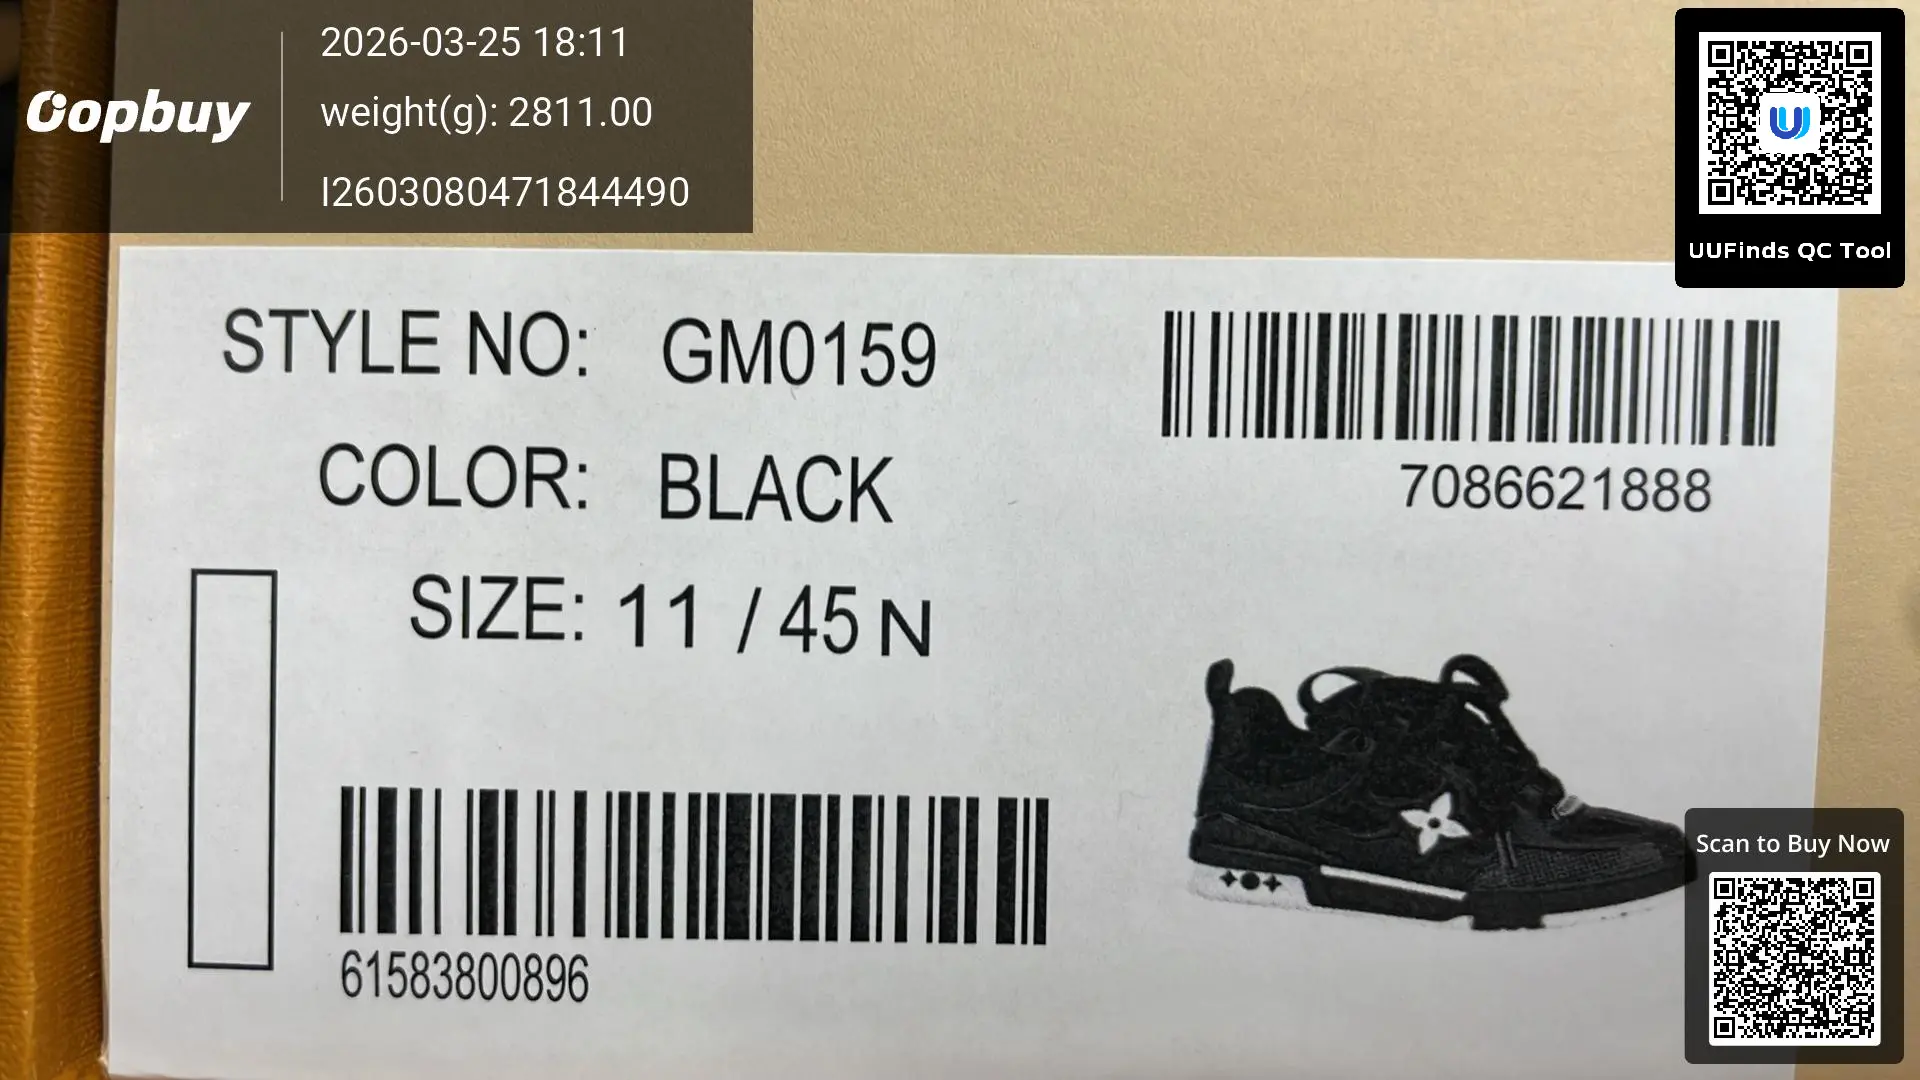 Oopbuy
2026-03-25 18:11
weight(g): 2811.00
I2603080471844490
UUFinds QC Tool
STYLE NO: GM0159
COLOR: BLACK
SIZE: 11 / 45 N
7086621888
61583800896
Scan to Buy Now